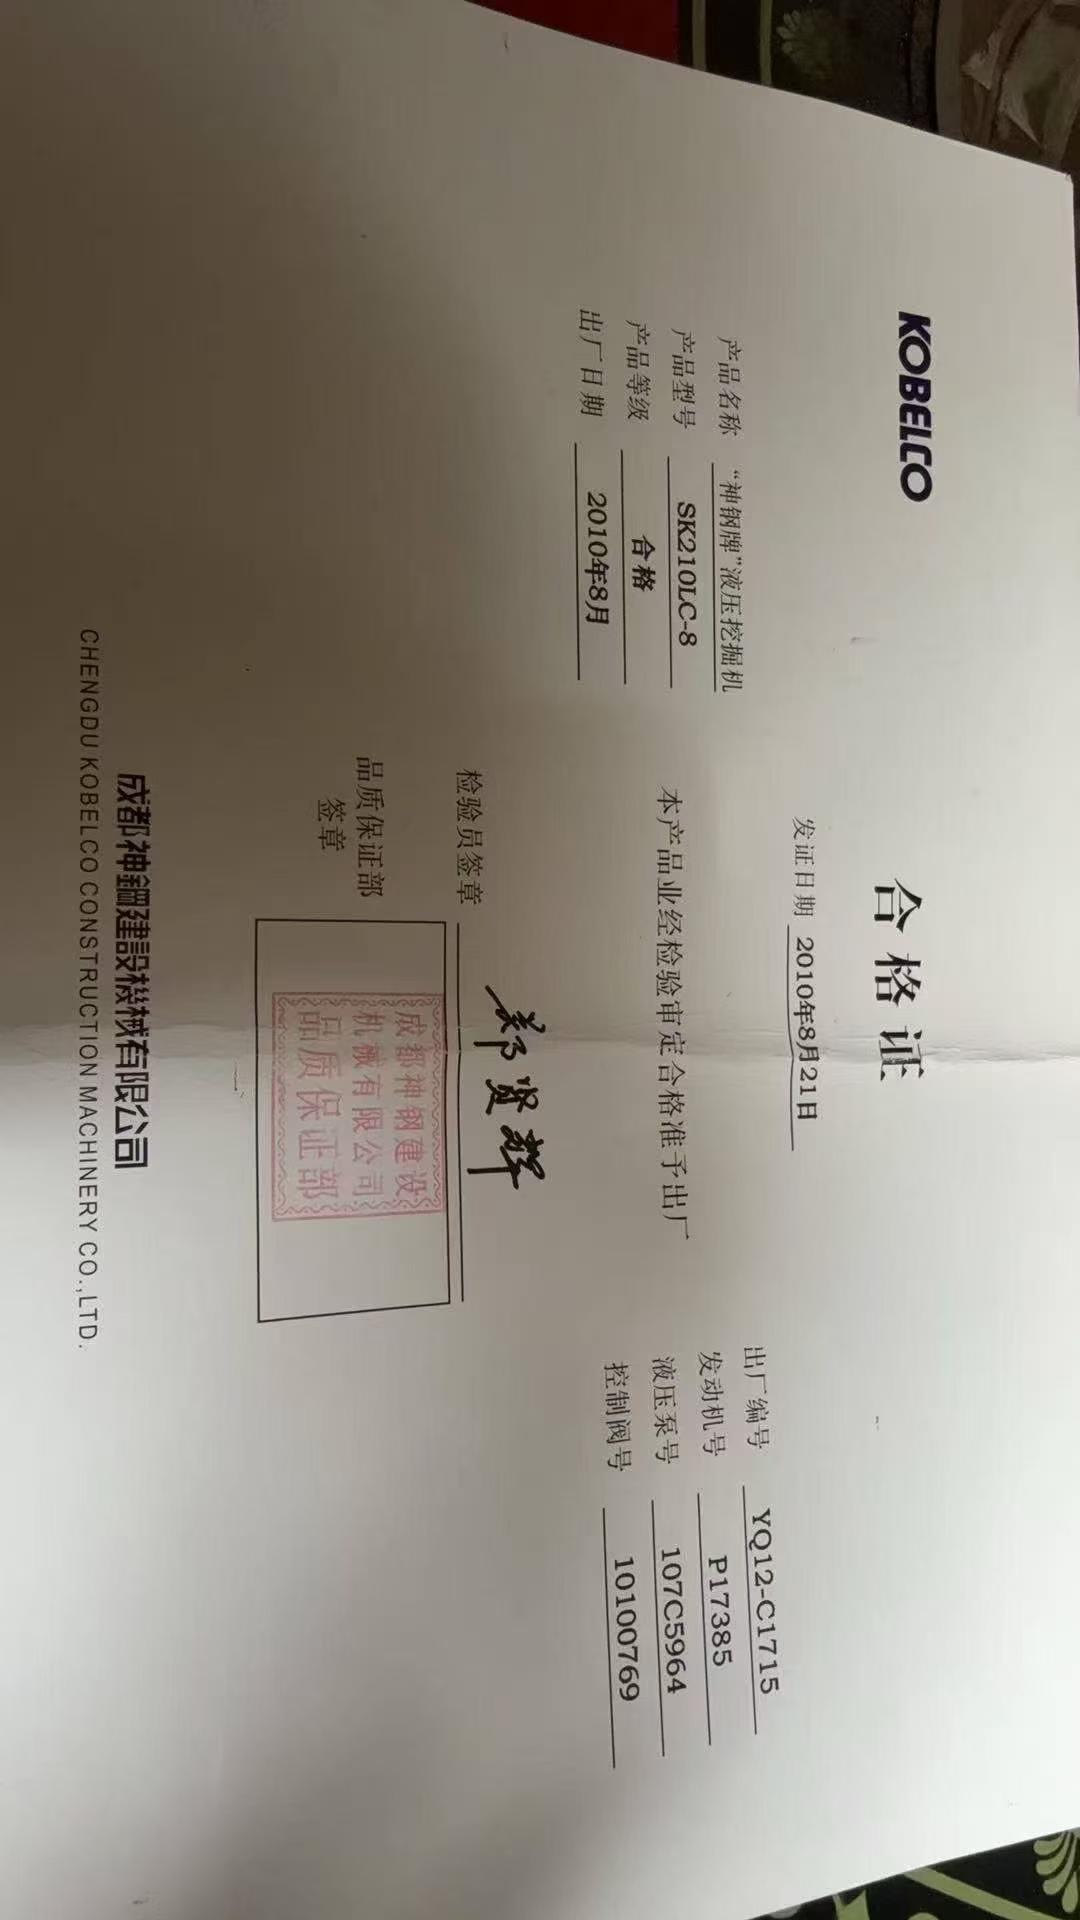 KOBELCO
合格证
发证日期 2010年8月21日
产品名称 “神钢牌”液压挖掘机
产品型号 SK210LC-8
产品等级 合格
出厂日期 2010年8月
本产品业经检验审定合格准予出厂
检验员签章 郑贤辉
品质保证部
签章
成都神钢建设
机械有限公司
品质保证部
出厂编号 YQ12-C1715
发动机号 P17385
液压泵号 107C5964
控制阀号 10100769
成都神鋼建設機械有限公司
CHENGDU KOBELCO CONSTRUCTION MACHINERY CO.,LTD.